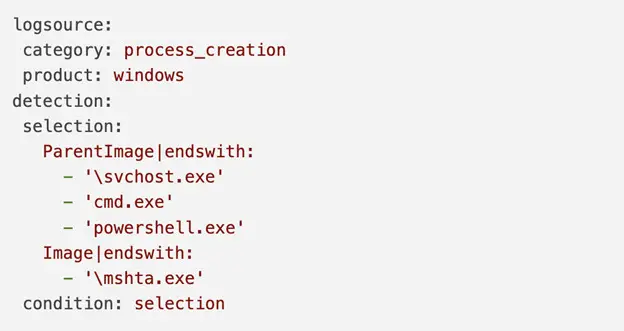 logsource:
category: process_creation
product: windows
detection:
selection:
ParentImage|endswith:
- '\svchost.exe'
- 'cmd.exe'
- 'powershell.exe'
Image|endswith:
- '\mshta.exe'
condition: selection